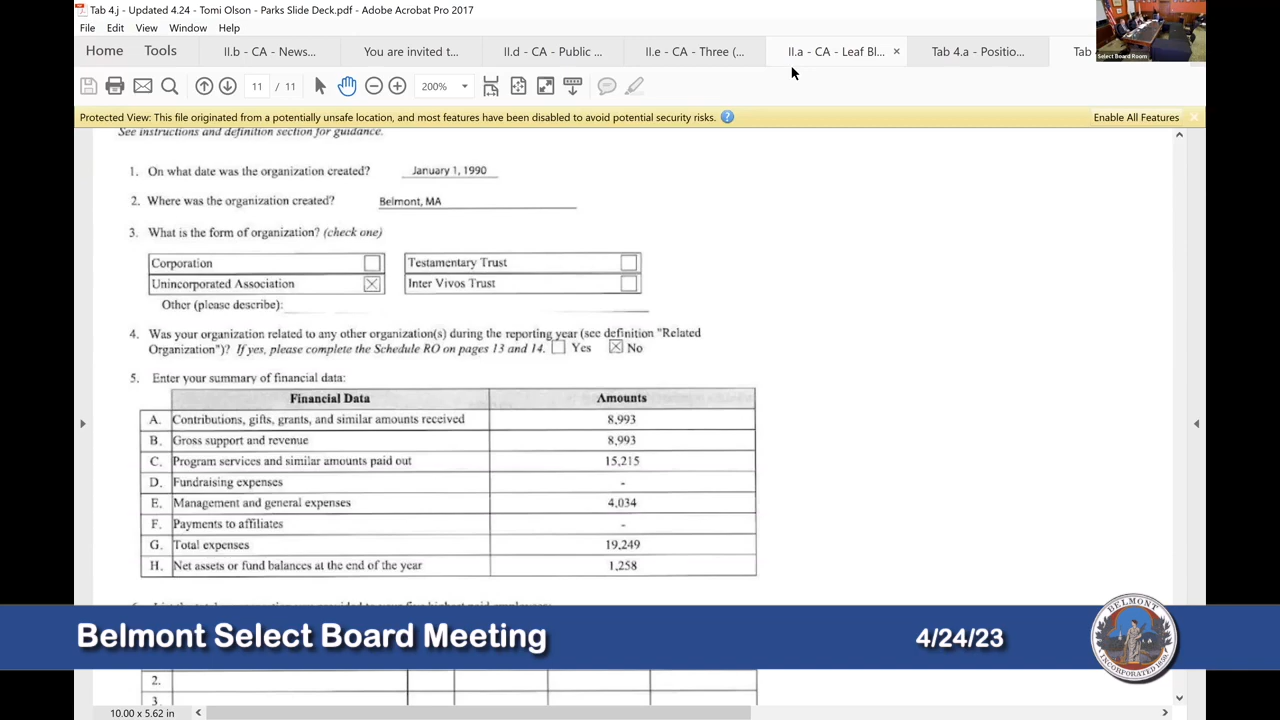 Tab 4.j - Updated 4.24 - Tomi Olson - Parks Slide Deck.pdf - Adobe Acrobat Pro 2017
File Edit View Window Help
Home Tools II.b - CA - News... You are invited t... II.d - CA - Public ... II.e - CA - Three (... II.a - CA - Leaf Bl... × Tab 4.a - Positio... Tab
Select Board Room
11 / 11 200%
Protected View: This file originated from a potentially unsafe location, and most features have been disabled to avoid potential security risks. ? Enable All Features ×
See instructions and definition section for guidance.
1. On what date was the organization created? January 1, 1990
2. Where was the organization created? Belmont, MA
3. What is the form of organization? (check one)
Corporation Testamentary Trust
Unincorporated Association Inter Vivos Trust
Other (please describe):
4. Was your organization related to any other organization(s) during the reporting year (see definition "Related
Organization")? If yes, please complete the Schedule RO on pages 13 and 14. Yes No
5. Enter your summary of financial data:
Financial Data Amounts
A. Contributions, gifts, grants, and similar amounts received 8,993
B. Gross support and revenue 8,993
C. Program services and similar amounts paid out 15,215
D. Fundraising expenses -
E. Management and general expenses 4,034
F. Payments to affiliates -
G. Total expenses 19,249
H. Net assets or fund balances at the end of the year 1,258
Belmont Select Board Meeting 4/24/23
BELMONT
2.
3.
10.00 x 5.62 in